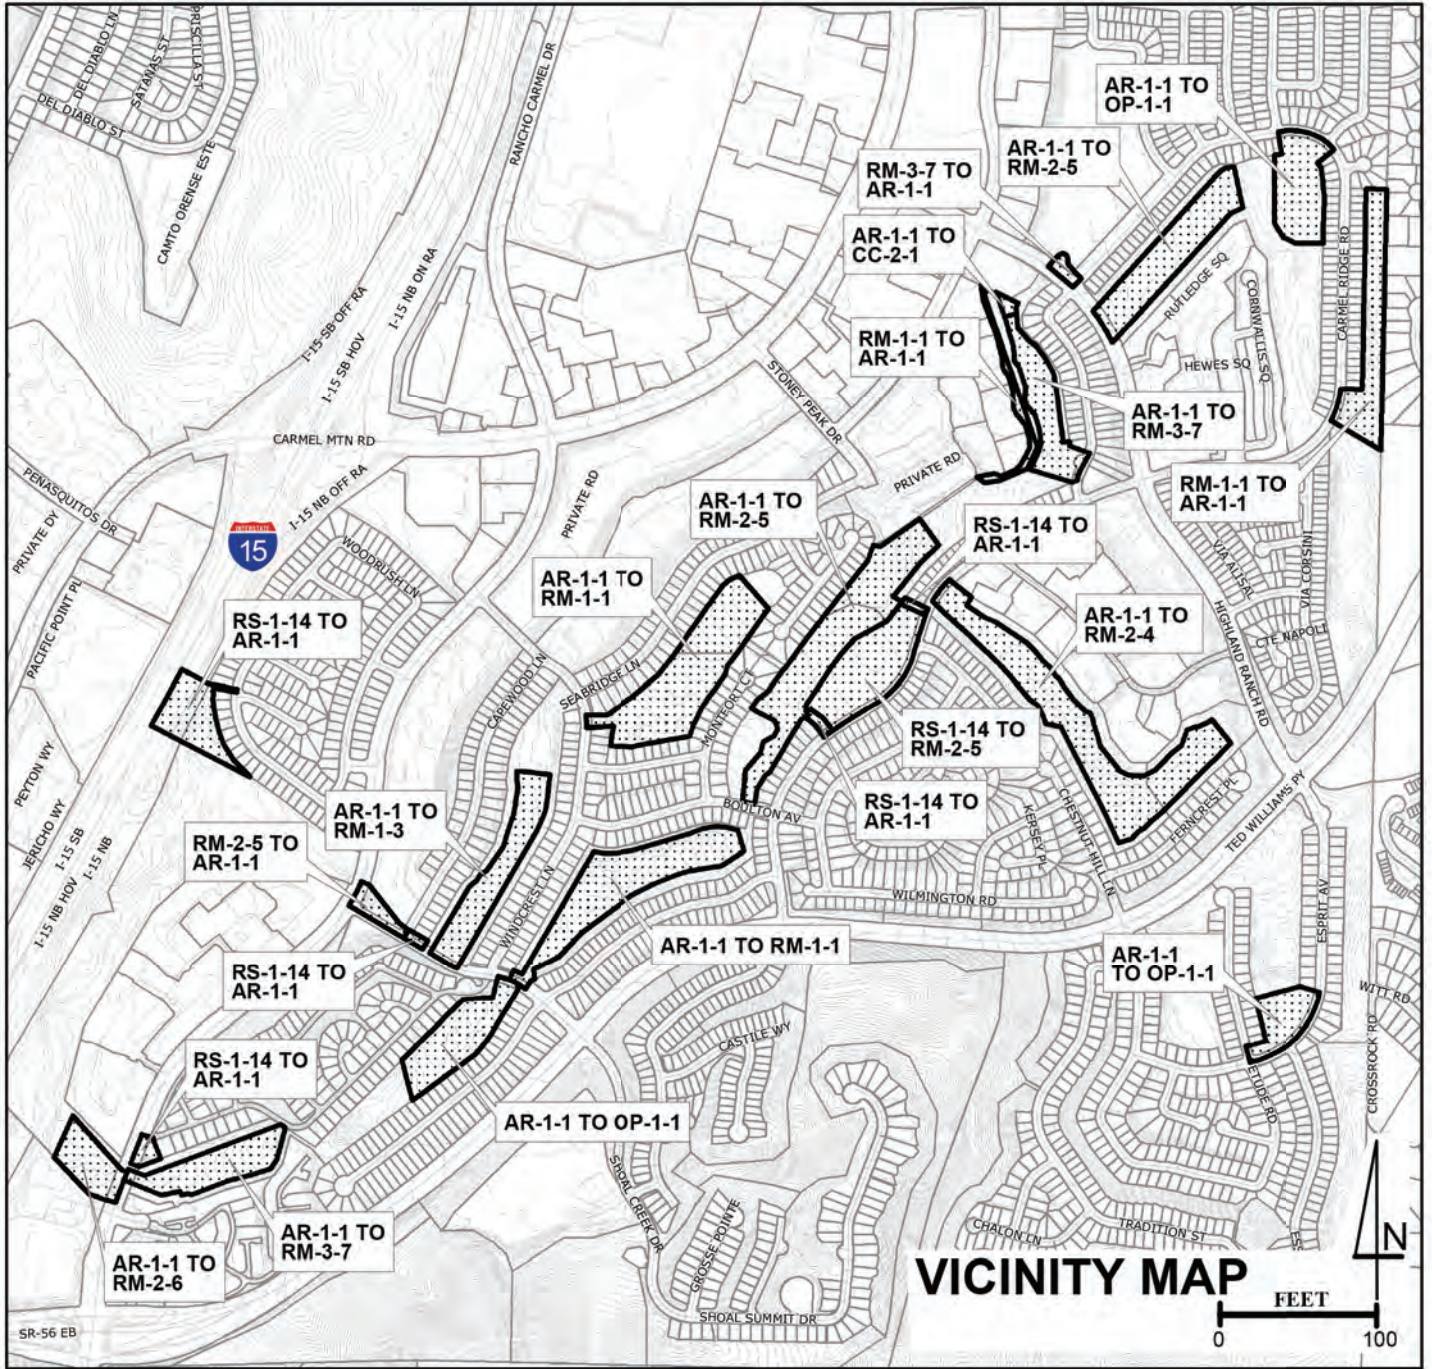 DEL DIABLO LN
PRISCILLA ST
SATANAS ST
DEL DIABLO ST
CAMTO ORENSE ESTE
RANCHO CARMEL DR
AR-1-1 TO
OP-1-1
AR-1-1 TO
RM-2-5
RM-3-7 TO
AR-1-1
AR-1-1 TO
CC-2-1
RM-1-1 TO
AR-1-1
CARMEL RIDGE RD
RUTLEDGE SQ
CORNWALLIS SQ
HEWES SQ
I-15 NB ON RA
I-15 SB OFF RA
I-15 SB HOV
STONEY PEAK DR
AR-1-1 TO
RM-3-7
CARMEL MTN RD
PENASQUITOS DR
I-15 NB OFF RA
PRIVATE RD
PRIVATE RD
RM-1-1 TO
AR-1-1
AR-1-1 TO
RM-2-5
RS-1-14 TO
AR-1-1
PRIVATE DY
INTERSTATE
15
WOODRUSH LN
VIA ALISAL
VIA CORSINI
AR-1-1 TO
RM-1-1
PACIFIC POINT PL
RS-1-14 TO
AR-1-1
AR-1-1 TO
RM-2-4
HIGHLAND RANCH RD
CTE NAPOLI
CAPEWOOD LN
SEABRIDGE LN
MONTFORT CT
RS-1-14 TO
RM-2-5
PEYTON WY
JERICHO WY
I-15 SB
I-15 NB
I-15 NB HOV
AR-1-1 TO
RM-1-3
RS-1-14 TO
AR-1-1
BOULTON AV
KERSEY PL
CHESTNUT HILL LN
FERNCREST PL
TED WILLIAMS PY
RM-2-5 TO
AR-1-1
WINDCREST LN
WILMINGTON RD
ESPRIT AV
AR-1-1 TO RM-1-1
AR-1-1
TO OP-1-1
RS-1-14 TO
AR-1-1
WITT RD
CROSSROCK RD
CASTILE WY
RS-1-14 TO
AR-1-1
ETUDE RD
AR-1-1 TO OP-1-1
SHOAL CREEK DR
GROSSE POINTE
CHALON LN
TRADITION ST
ESS
AR-1-1 TO
RM-3-7
AR-1-1 TO
RM-2-6
N
VICINITY MAP
FEET
0 100
SHOAL SUMMIT DR
SR-56 EB